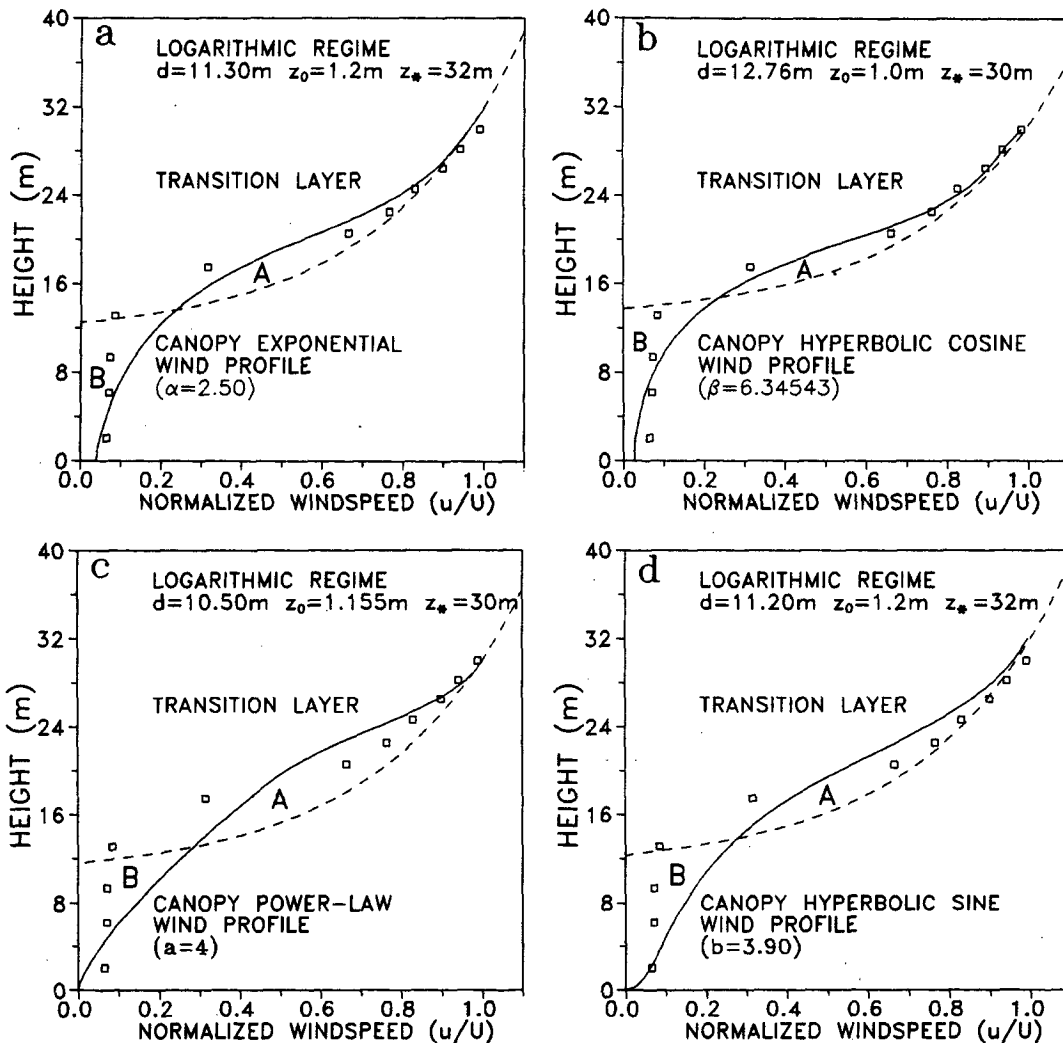 a
LOGARITHMIC REGIME
d=11.30m z₀=1.2m z*=32m
TRANSITION LAYER
A
B
CANOPY EXPONENTIAL
WIND PROFILE
(α=2.50)
HEIGHT (m)
40
32
24
16
8
0
0.0 0.2 0.4 0.6 0.8 1.0
NORMALIZED WINDSPEED (u/U)
b
LOGARITHMIC REGIME
d=12.76m z₀=1.0m z*=30m
TRANSITION LAYER
A
B
CANOPY HYPERBOLIC COSINE
WIND PROFILE
(β=6.34543)
HEIGHT (m)
40
32
24
16
8
0
0.0 0.2 0.4 0.6 0.8 1.0
NORMALIZED WINDSPEED (u/U)
c
LOGARITHMIC REGIME
d=10.50m z₀=1.155m z*=30m
TRANSITION LAYER
A
B
CANOPY POWER-LAW
WIND PROFILE
(a=4)
HEIGHT (m)
40
32
24
16
8
0
0.0 0.2 0.4 0.6 0.8 1.0
NORMALIZED WINDSPEED (u/U)
d
LOGARITHMIC REGIME
d=11.20m z₀=1.2m z*=32m
TRANSITION LAYER
A
B
CANOPY HYPERBOLIC SINE
WIND PROFILE
(b=3.90)
HEIGHT (m)
40
32
24
16
8
0
0.0 0.2 0.4 0.6 0.8 1.0
NORMALIZED WINDSPEED (u/U)